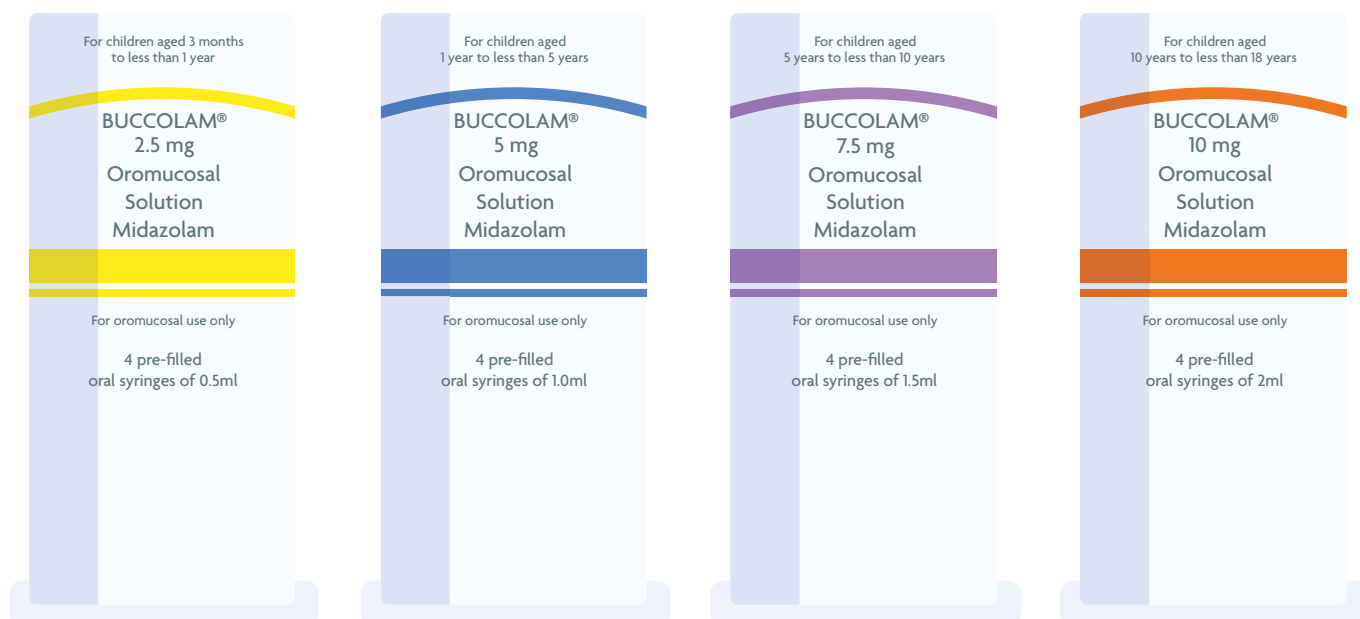 For children aged 3 months
to less than 1 year
BUCCOLAM®
2.5 mg
Oromucosal
Solution
Midazolam
For oromucosal use only
4 pre-filled
oral syringes of 0.5ml
For children aged
1 year to less than 5 years
BUCCOLAM®
5 mg
Oromucosal
Solution
Midazolam
For oromucosal use only
4 pre-filled
oral syringes of 1.0ml
For children aged
5 years to less than 10 years
BUCCOLAM®
7.5 mg
Oromucosal
Solution
Midazolam
For oromucosal use only
4 pre-filled
oral syringes of 1.5ml
For children aged
10 years to less than 18 years
BUCCOLAM®
10 mg
Oromucosal
Solution
Midazolam
For oromucosal use only
4 pre-filled
oral syringes of 2ml